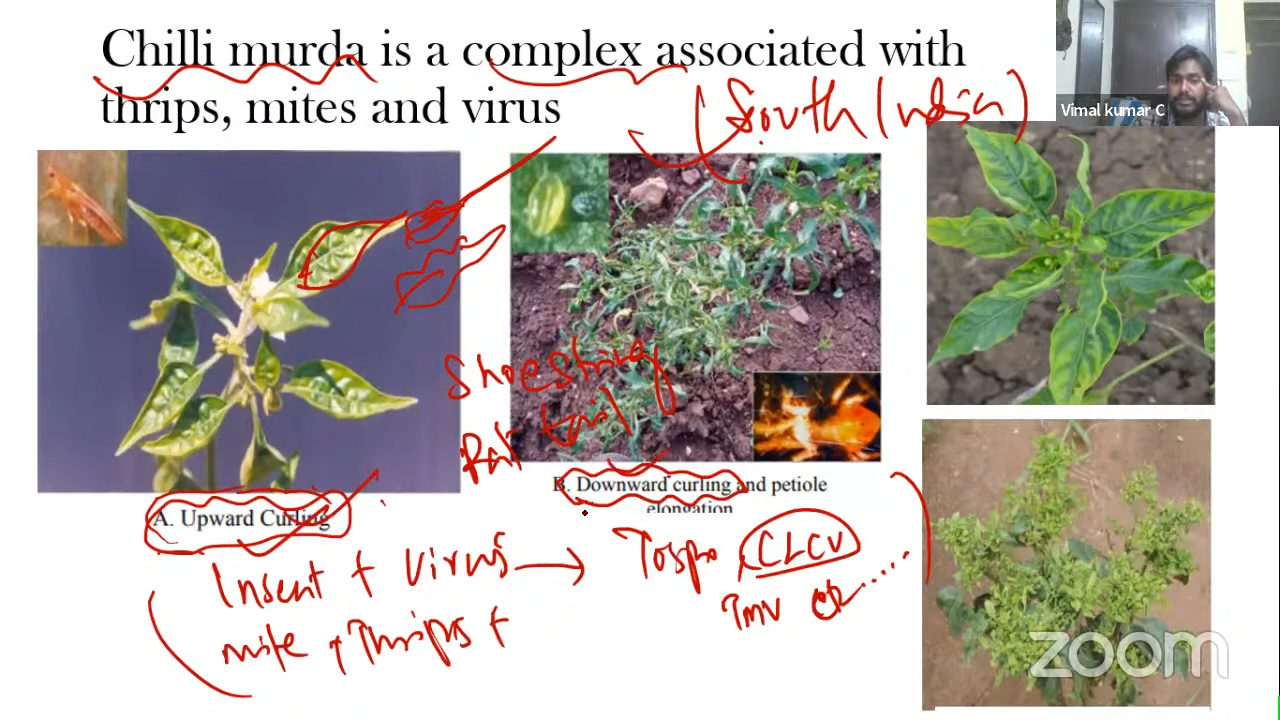 Chilli murda is a complex associated with
thrips, mites and virus
(South India)
Vimal kumar C
Shoestring
Rat tail
A. Upward Curling
B. Downward curling and petiole
elongation
Insect + Virus → Tospo CLCV
TMV etc.....
mite + Thrips +
zoom